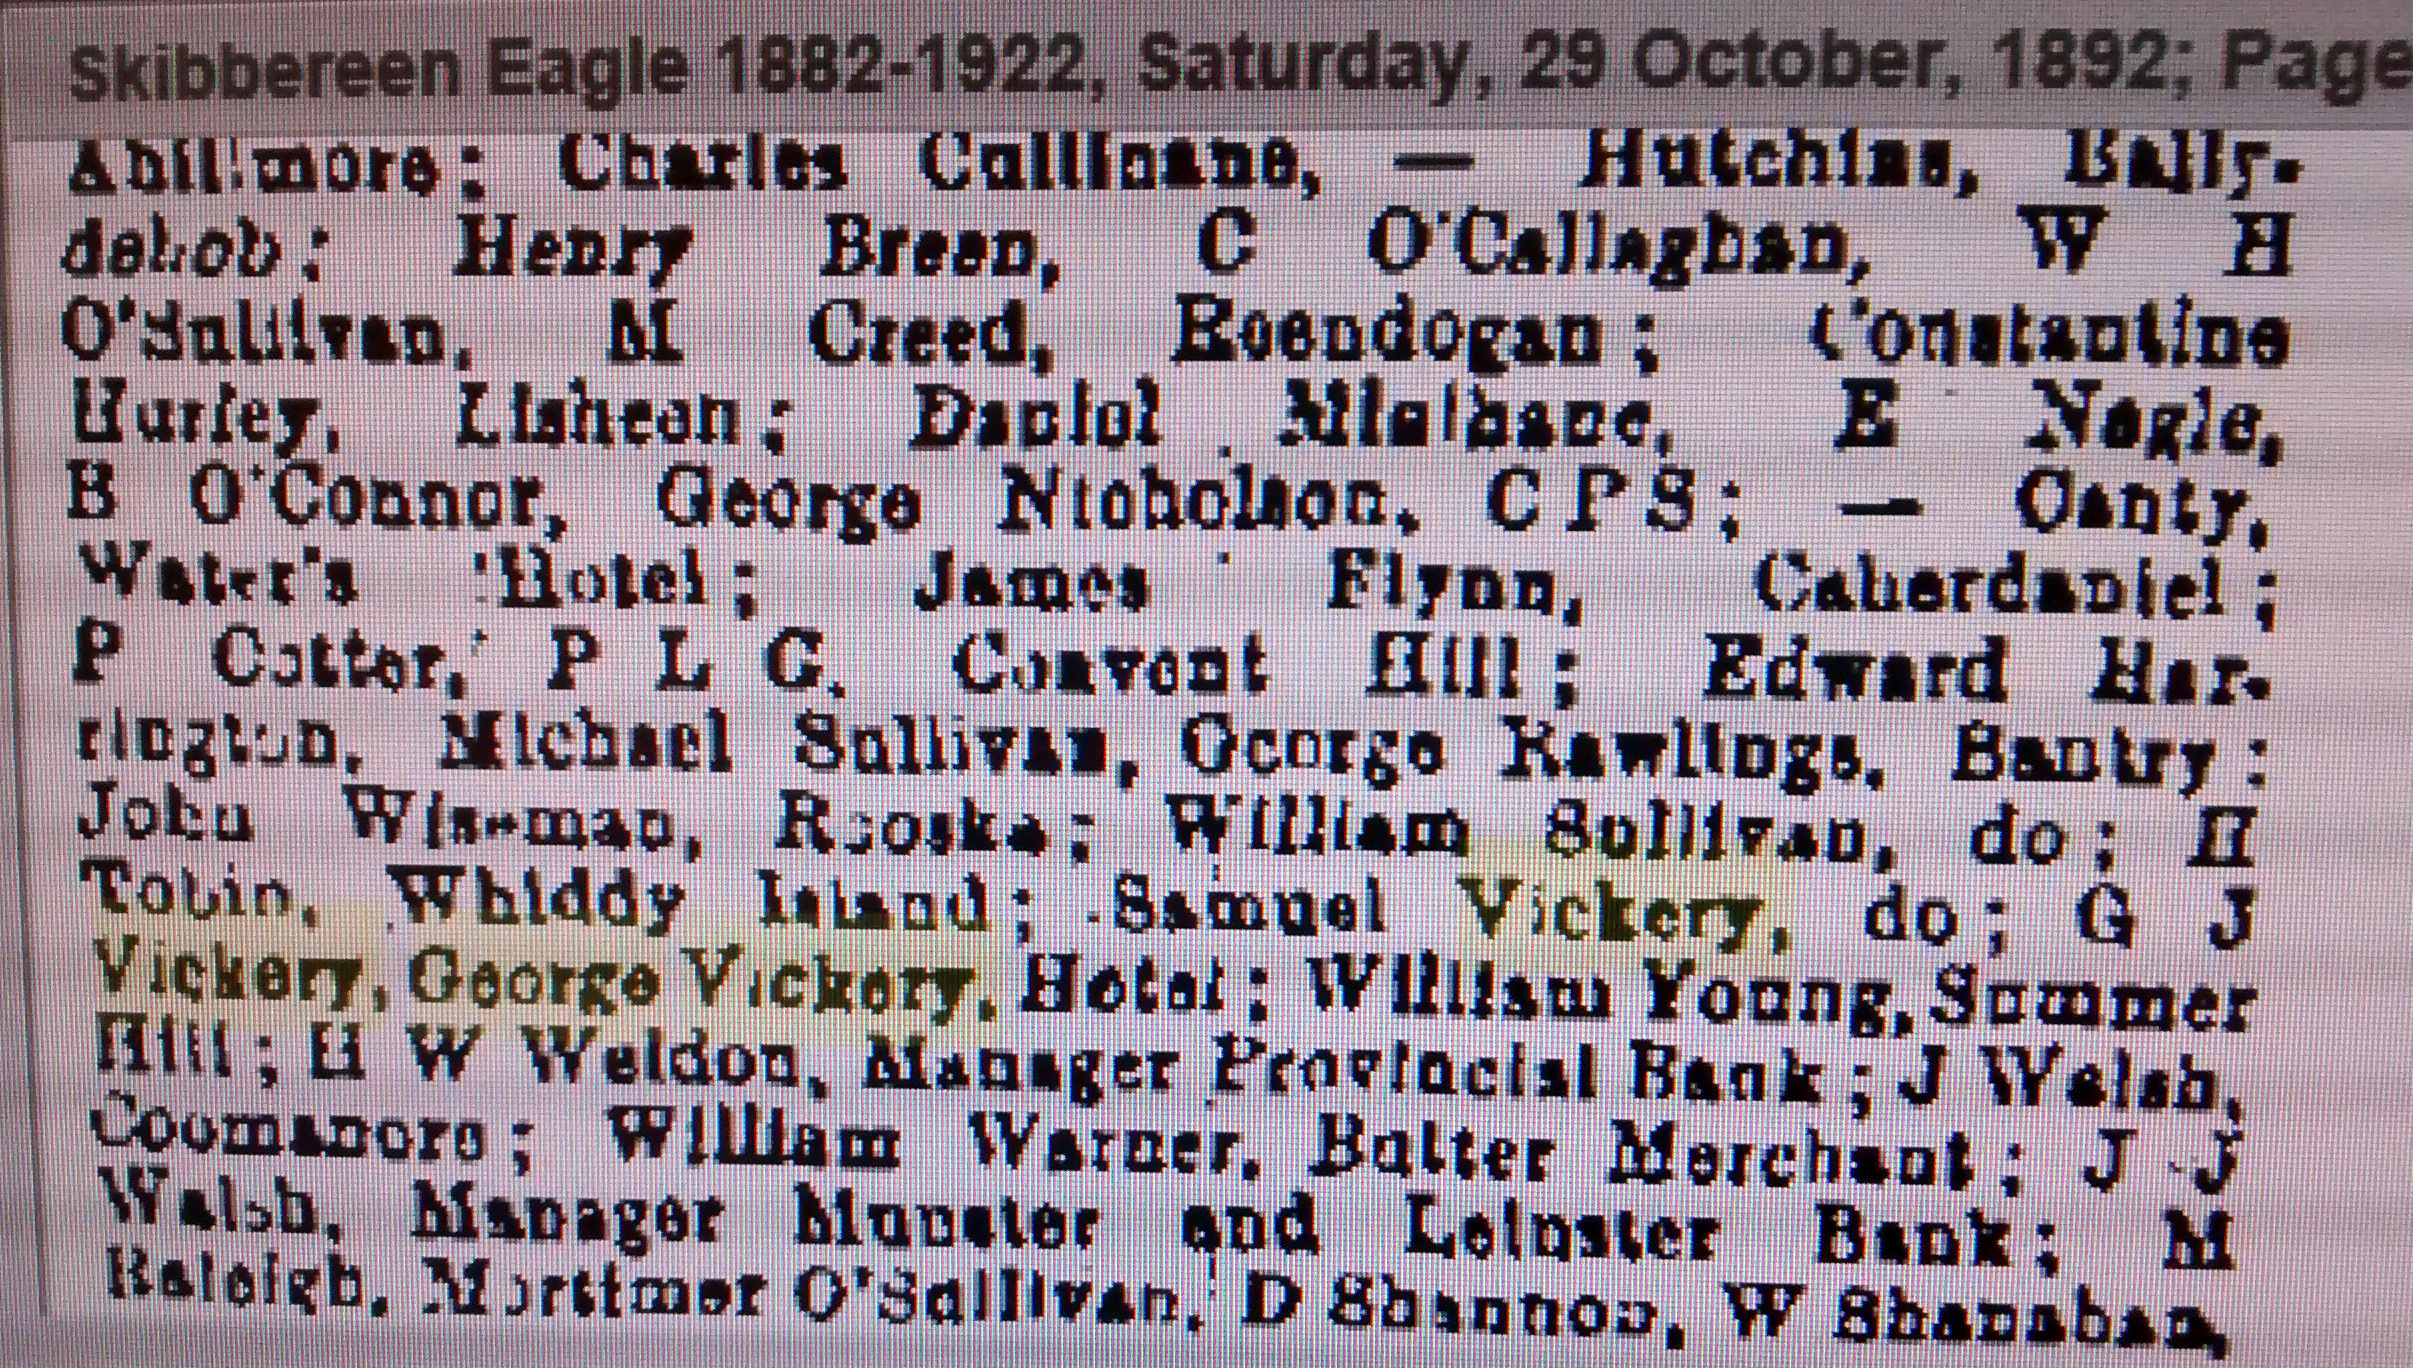 Skibbereen Eagle 1882-1922, Saturday, 29 October, 1892; Page
Charles Cullinane, — Hutchins, Bally-
dehob; Henry Breen, C O'Callaghan, W H
O'Sullivan, M Creed, Reendogan; Constantine
Hurley, Lishean; Daniel E Nagle,
B O'Connor, George Nicholson, C P S; — Canty,
Water's Hotel; James Flynn, Caherdaniel;
P Cotter, P L G, Convent Hill; Edward Har-
rington, Michael Sullivan, George Rawlings, Bantry;
John Wiseman, Rooska; William Sullivan, do; H
Tobin, Whiddy Island; Samuel Vickery, do; G J
Vickery, George Vickery, Hotel; William Young, Summer
Hill; H W Weldon, Manager Provincial Bank; J Welsh,
Coomanore; William Warner, Butter Merchant; J J
Walsh, Manager Munster and Leinster Bank; M
Raleigh, Mortimer O'Sullivan, D Shannon, W Shanahan,